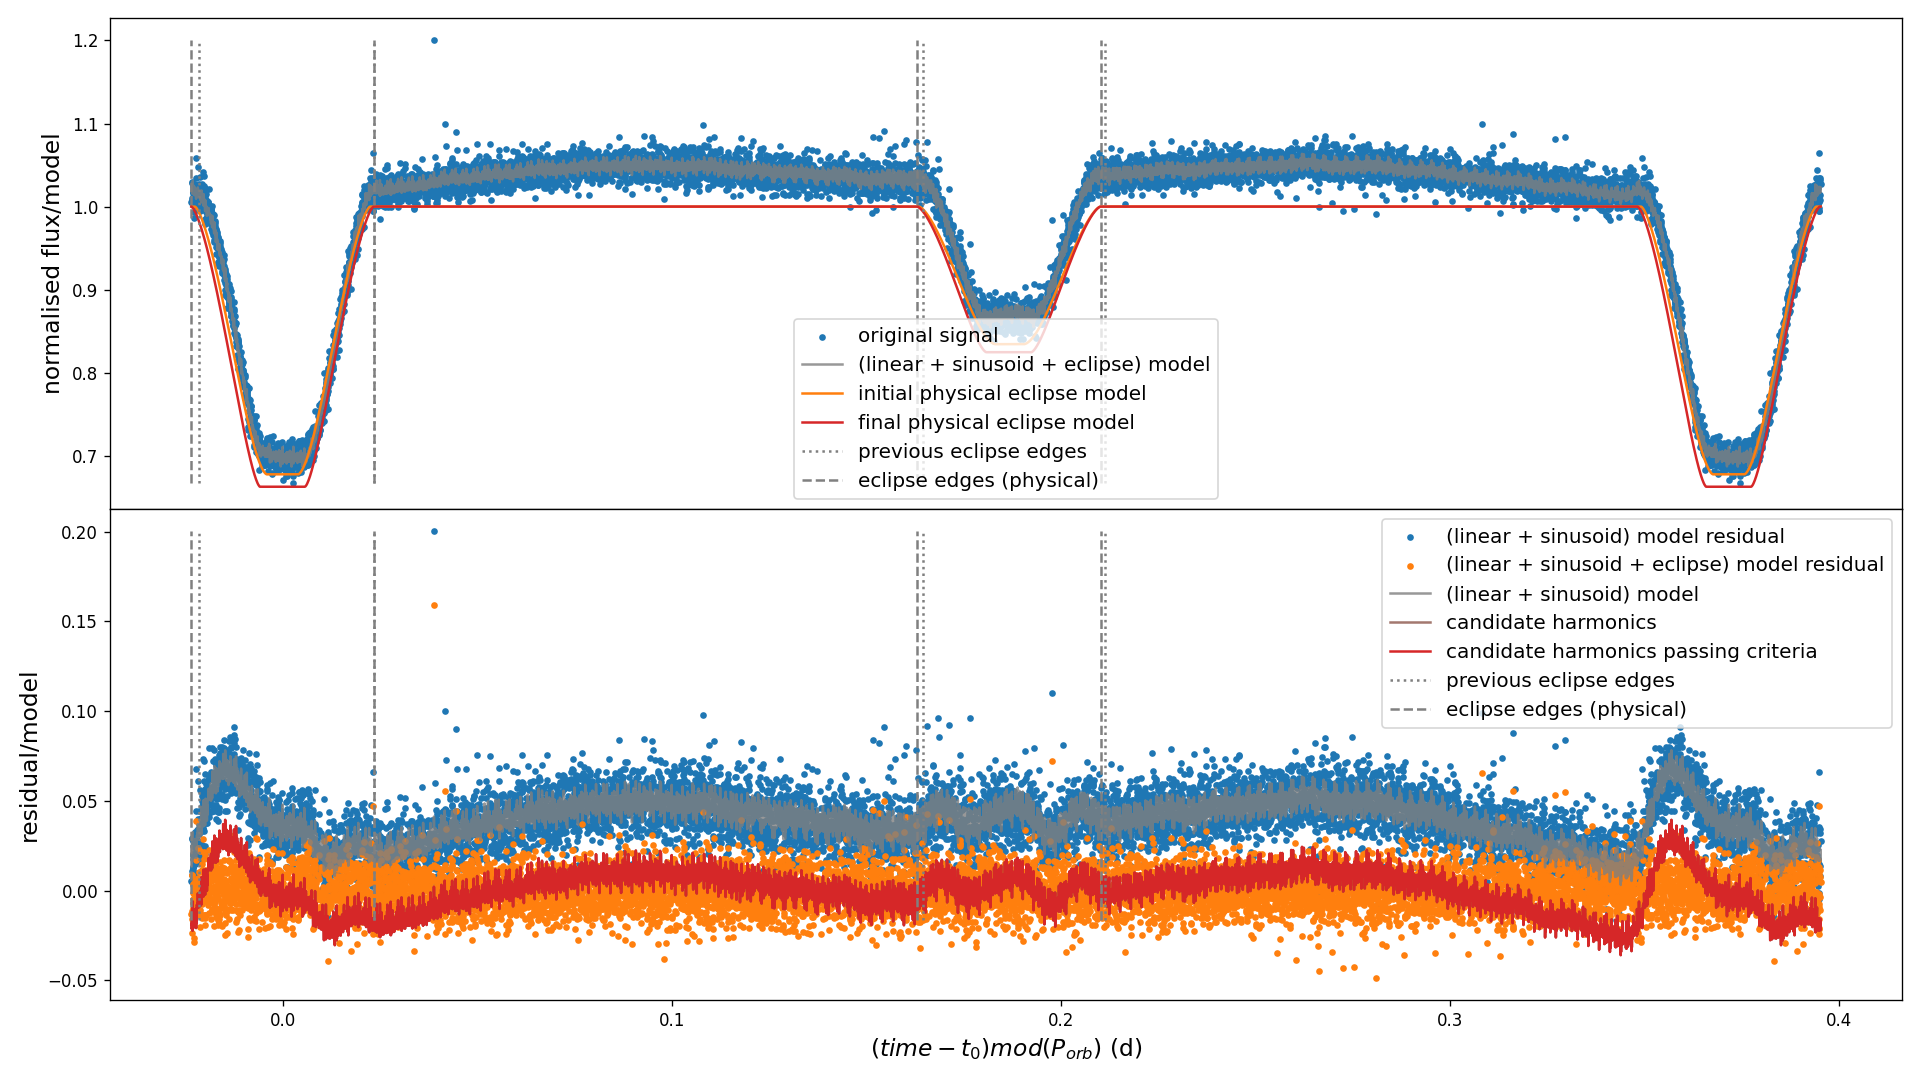 1.2
1.1
1.0
0.9
0.8
0.7
normalised flux/model
original signal
(linear + sinusoid + eclipse) model
initial physical eclipse model
final physical eclipse model
previous eclipse edges
eclipse edges (physical)
0.20
0.15
0.10
0.05
0.00
−0.05
residual/model
(linear + sinusoid) model residual
(linear + sinusoid + eclipse) model residual
(linear + sinusoid) model
candidate harmonics
candidate harmonics passing criteria
previous eclipse edges
eclipse edges (physical)
0.0 0.1 0.2 0.3 0.4
(time − t₀)mod(Pₒᵣb) (d)